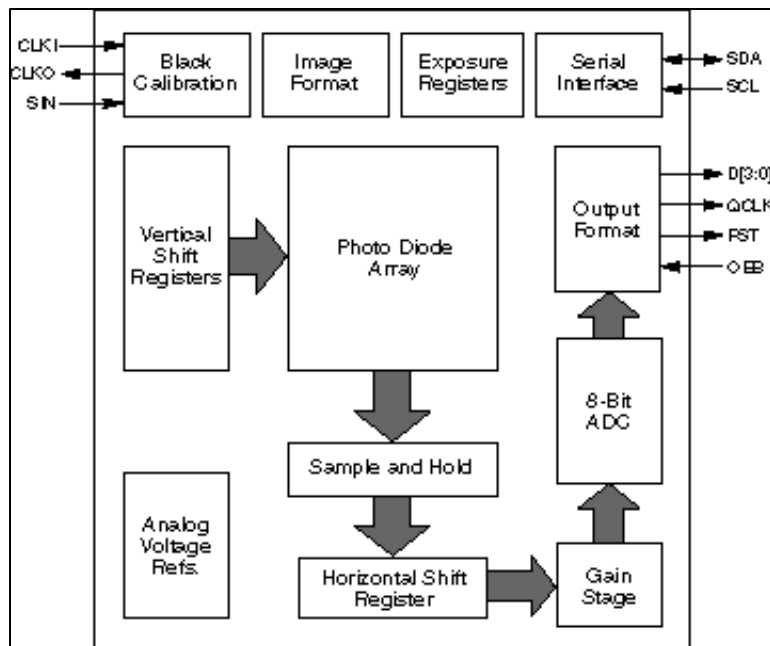 CLKI
CLKO
SIN
Black
Calibration
Image
Format
Exposure
Registers
Serial
Interface
SDA
SCL
Vertical
Shift
Registers
Photo Diode
Array
Output
Format
D[3:0]
QCLK
FST
OEB
8-Bit
ADC
Sample and Hold
Analog
Voltage
Refs.
Horizontal Shift
Register
Gain
Stage